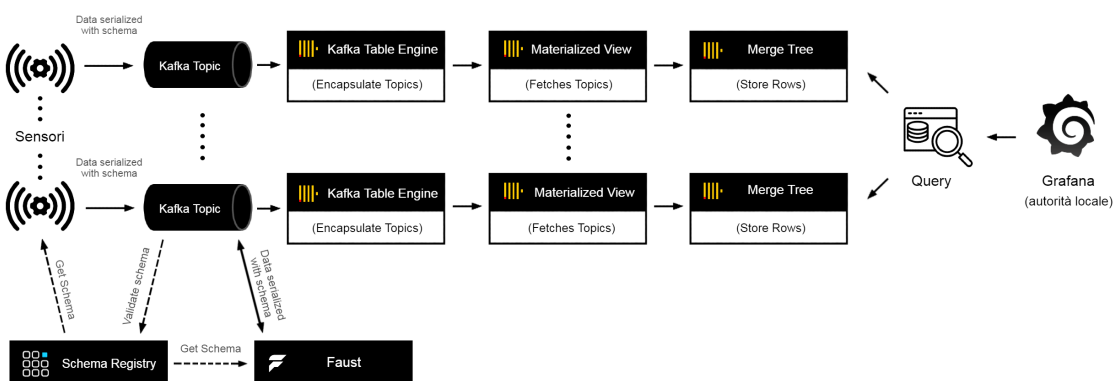 Data serialized
with schema
Kafka Topic
Kafka Table Engine
(Encapsulate Topics)
Materialized View
(Fetches Topics)
Merge Tree
(Store Rows)
Sensori
Data serialized
with schema
Kafka Topic
Kafka Table Engine
(Encapsulate Topics)
Materialized View
(Fetches Topics)
Merge Tree
(Store Rows)
Query
Grafana
(autorità locale)
Get Schema
Validate schema
Data serialized
with schema
Schema Registry
Get Schema
Faust